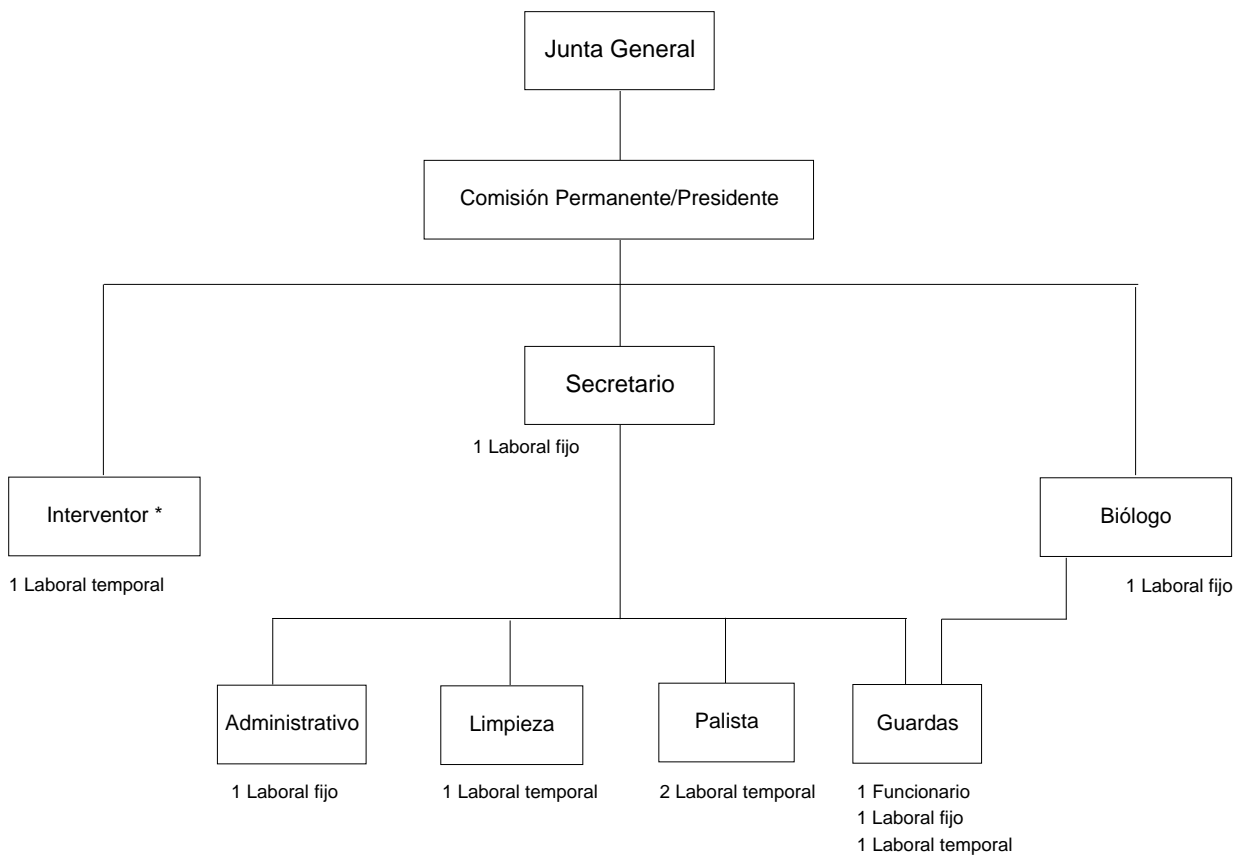 Junta General
Comisión Permanente/Presidente
Secretario
1 Laboral fijo
Interventor *
1 Laboral temporal
Biólogo
1 Laboral fijo
Administrativo
1 Laboral fijo
Limpieza
1 Laboral temporal
Palista
2 Laboral temporal
Guardas
1 Funcionario
1 Laboral fijo
1 Laboral temporal